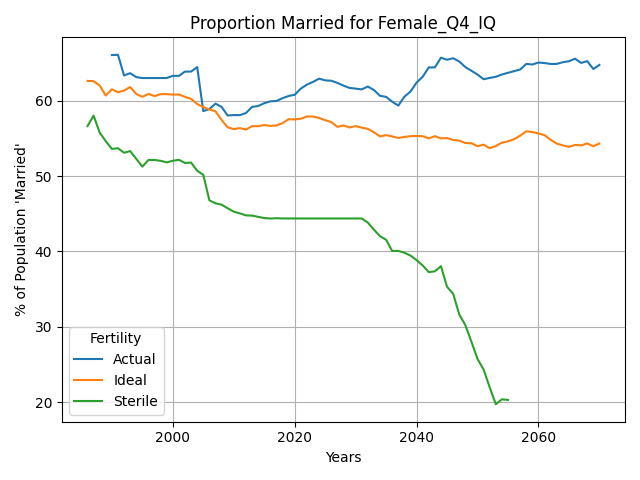 Proportion Married for Female_Q4_IQ
% of Population 'Married'
60
50
40
30
20
Fertility
Actual
Ideal
Sterile
2000 2020 2040 2060
Years